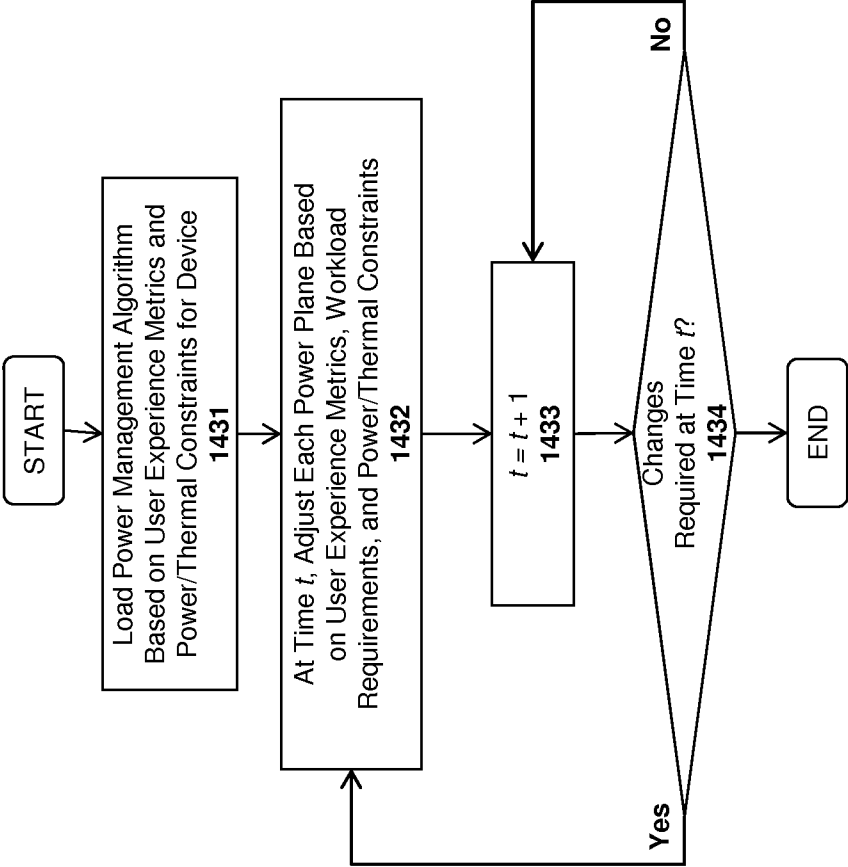 START
Load Power Management Algorithm
Based on User Experience Metrics and
Power/Thermal Constraints for Device
1431
At Time t, Adjust Each Power Plane Based
on User Experience Metrics, Workload
Requirements, and Power/Thermal Constraints
1432
t = t + 1
1433
Changes
Required at Time t?
1434
Yes
No
END